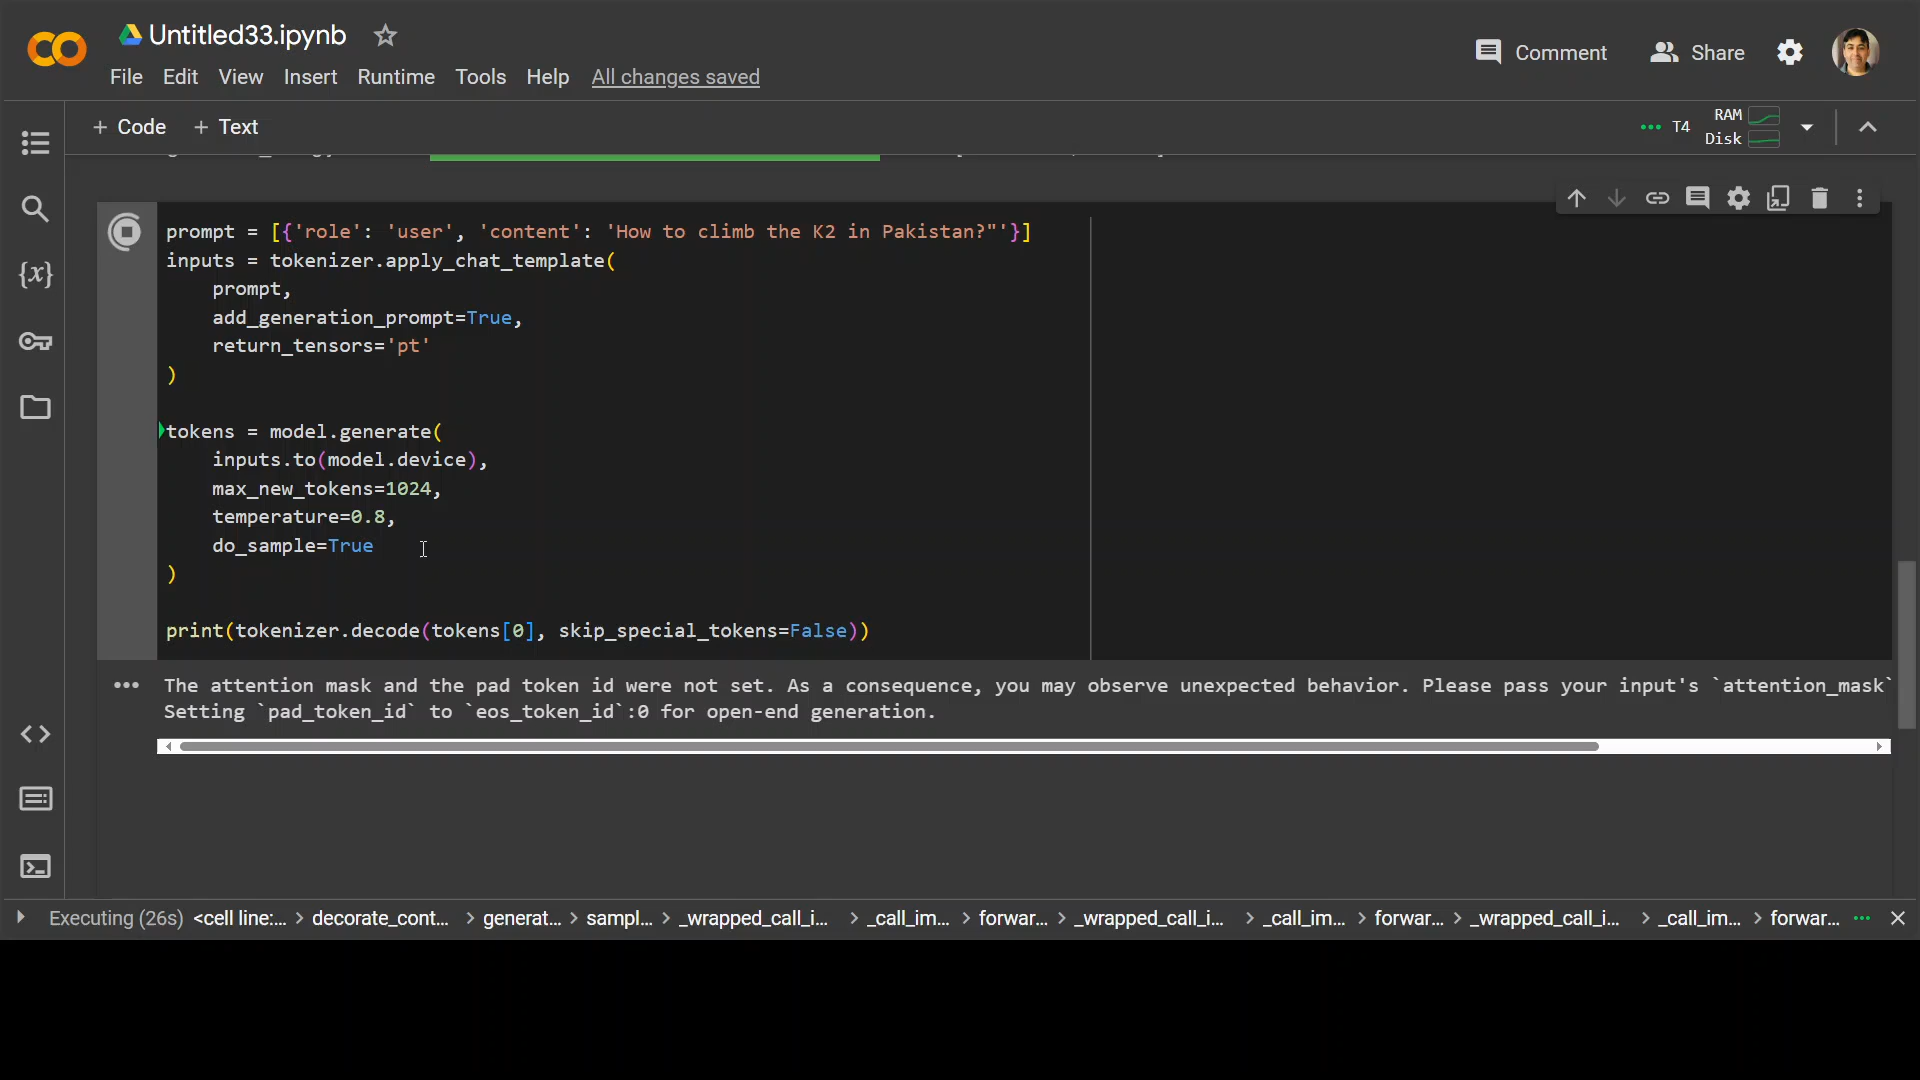 Untitled33.ipynb
Comment
Share
File Edit View Insert Runtime Tools Help All changes saved
+ Code + Text
T4 RAM
Disk
prompt = [{'role': 'user', 'content': 'How to climb the K2 in Pakistan?"'}]
inputs = tokenizer.apply_chat_template(
prompt,
add_generation_prompt=True,
return_tensors='pt'
)
tokens = model.generate(
inputs.to(model.device),
max_new_tokens=1024,
temperature=0.8,
do_sample=True
)
print(tokenizer.decode(tokens[0], skip_special_tokens=False))
The attention mask and the pad token id were not set. As a consequence, you may observe unexpected behavior. Please pass your input's `attention_mask`
Setting `pad_token_id` to `eos_token_id`:0 for open-end generation.
Executing (26s) <cell line:... > decorate_cont... > generat... > sampl... > _wrapped_call_i... > _call_im... > forwar... > _wrapped_call_i... > _call_im... > forwar... > _wrapped_call_i... > _call_im... > forwar...